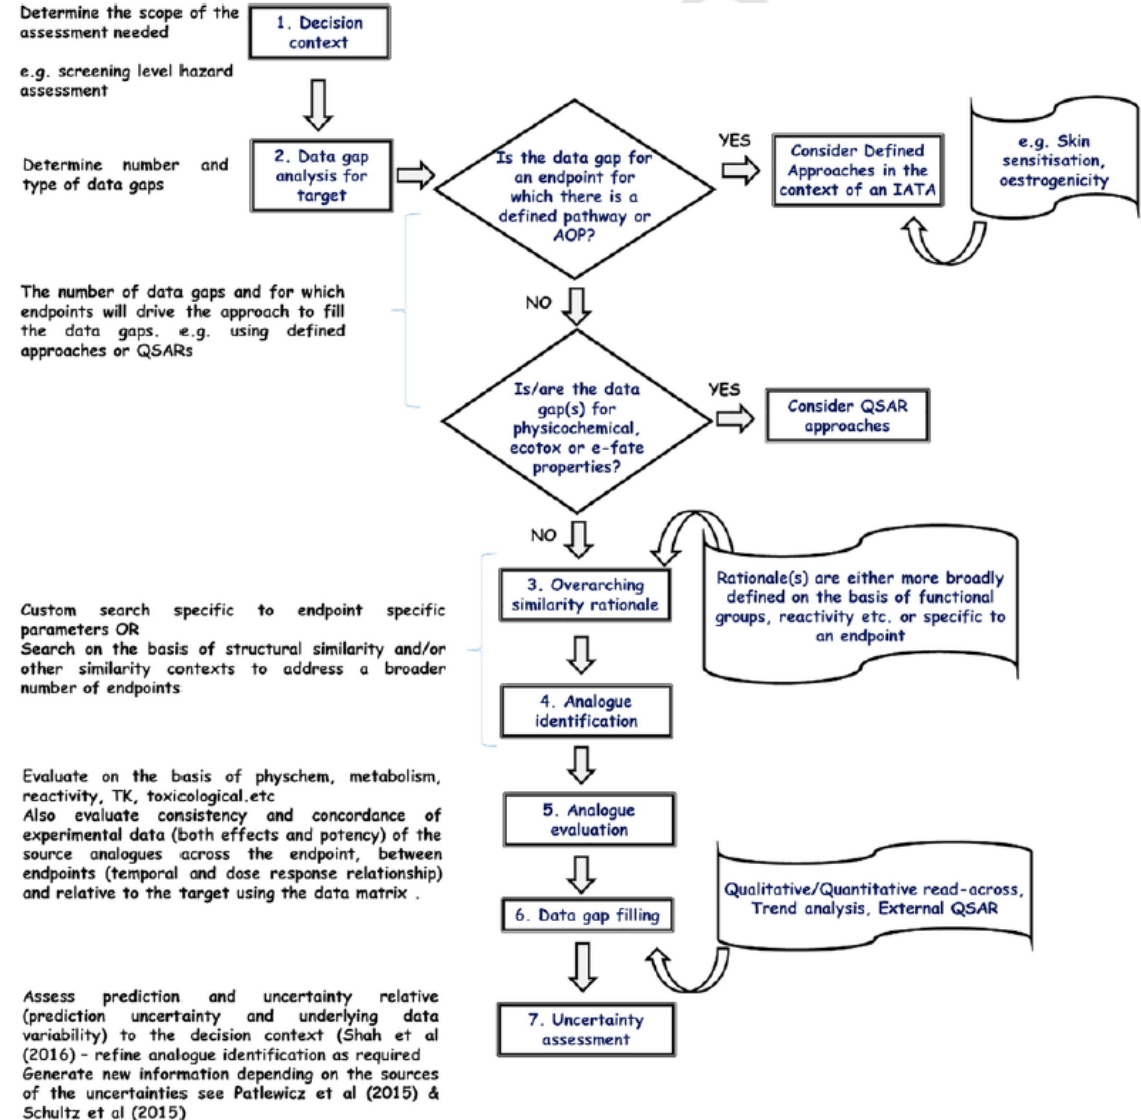 Determine the scope of the
assessment needed
e.g. screening level hazard
assessment
1. Decision
context
Determine number and
type of data gaps
2. Data gap
analysis for
target
Is the data gap for
an endpoint for
which there is a
defined pathway or
AOP?
YES
Consider Defined
Approaches in the
context of an IATA
e.g. Skin
sensitisation,
oestrogenicity
The number of data gaps and for which
endpoints will drive the approach to fill
the data gaps. e.g. using defined
approaches or QSARs
NO
Is/are the data
gap(s) for
physicochemical,
ecotox or e-fate
properties?
YES
Consider QSAR
approaches
NO
3. Overarching
similarity rationale
Rationale(s) are either more broadly
defined on the basis of functional
groups, reactivity etc. or specific to
an endpoint
Custom search specific to endpoint specific
parameters OR
Search on the basis of structural similarity and/or
other similarity contexts to address a broader
number of endpoints
4. Analogue
identification
Evaluate on the basis of physchem, metabolism,
reactivity, TK, toxicological.etc
Also evaluate consistency and concordance of
experimental data (both effects and potency) of the
source analogues across the endpoint, between
endpoints (temporal and dose response relationship)
and relative to the target using the data matrix .
5. Analogue
evaluation
6. Data gap filling
Qualitative/Quantitative read-across,
Trend analysis, External QSAR
Assess prediction and uncertainty relative
(prediction uncertainty and underlying data
variability) to the decision context (Shah et al
(2016) - refine analogue identification as required
Generate new information depending on the sources
of the uncertainties see Patlewicz et al (2015) &
Schultz et al (2015)
7. Uncertainty
assessment